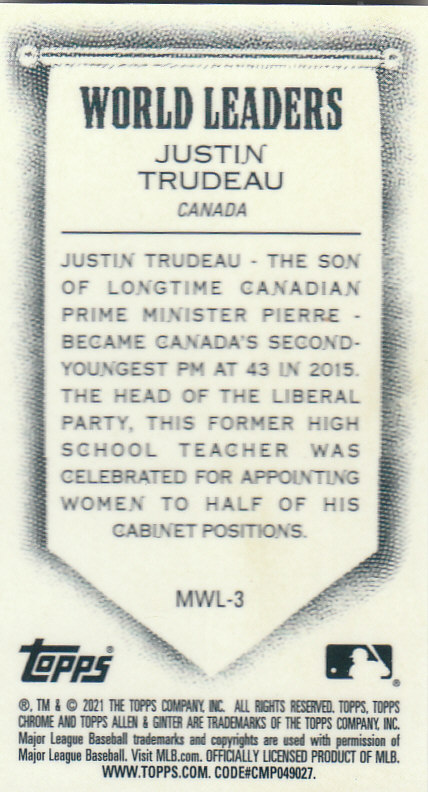 WORLD LEADERS
JUSTIN
TRUDEAU
CANADA
JUSTIN TRUDEAU - THE SON
OF LONGTIME CANADIAN
PRIME MINISTER PIERRE -
BECAME CANADA'S SECOND-
YOUNGEST PM AT 43 IN 2015.
THE HEAD OF THE LIBERAL
PARTY, THIS FORMER HIGH
SCHOOL TEACHER WAS
CELEBRATED FOR APPOINTING
WOMEN TO HALF OF HIS
CABINET POSITIONS.
MWL-3
topps®
®
®, TM & © 2021 THE TOPPS COMPANY, INC. ALL RIGHTS RESERVED. TOPPS, TOPPS
CHROME AND TOPPS ALLEN & GINTER ARE TRADEMARKS OF THE TOPPS COMPANY, INC.
Major League Baseball trademarks and copyrights are used with permission of
Major League Baseball. Visit MLB.com. OFFICIALLY LICENSED PRODUCT OF MLB.
WWW.TOPPS.COM. CODE#CMP049027.